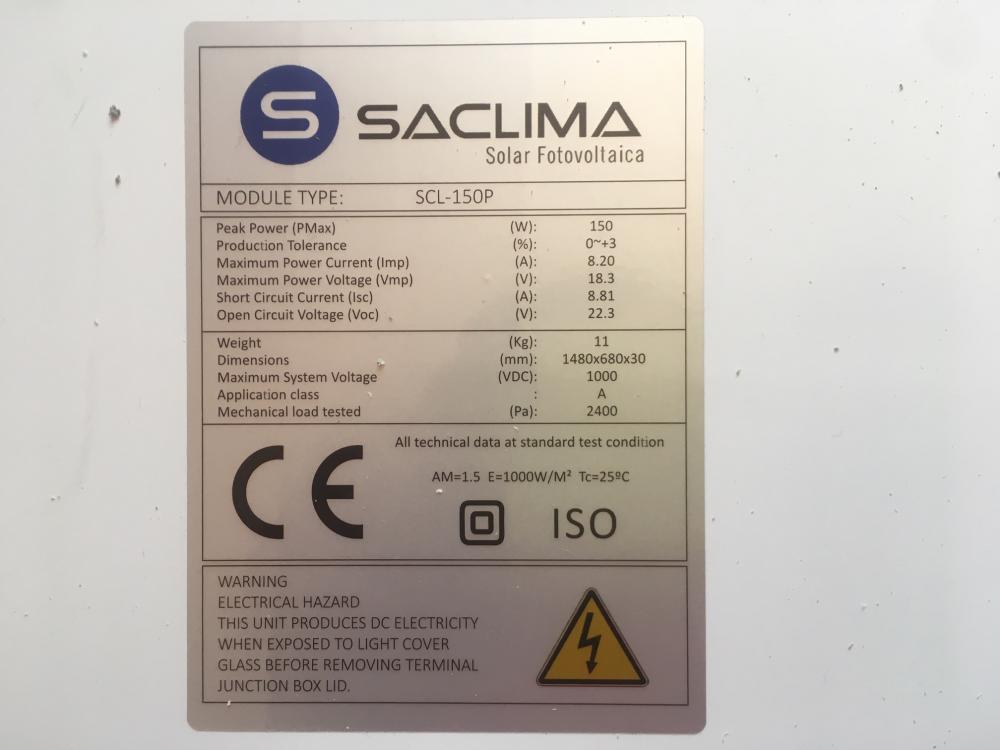 S SACLIMA
Solar Fotovoltaica
MODULE TYPE: SCL-150P
Peak Power (PMax) (W): 150
Production Tolerance (%): 0~+3
Maximum Power Current (Imp) (A): 8.20
Maximum Power Voltage (Vmp) (V): 18.3
Short Circuit Current (Isc) (A): 8.81
Open Circuit Voltage (Voc) (V): 22.3
Weight (Kg): 11
Dimensions (mm): 1480x680x30
Maximum System Voltage (VDC): 1000
Application class : A
Mechanical load tested (Pa): 2400
All technical data at standard test condition
AM=1.5 E=1000W/M² Tc=25ºC
CE ISO
WARNING
ELECTRICAL HAZARD
THIS UNIT PRODUCES DC ELECTRICITY
WHEN EXPOSED TO LIGHT COVER
GLASS BEFORE REMOVING TERMINAL
JUNCTION BOX LID.